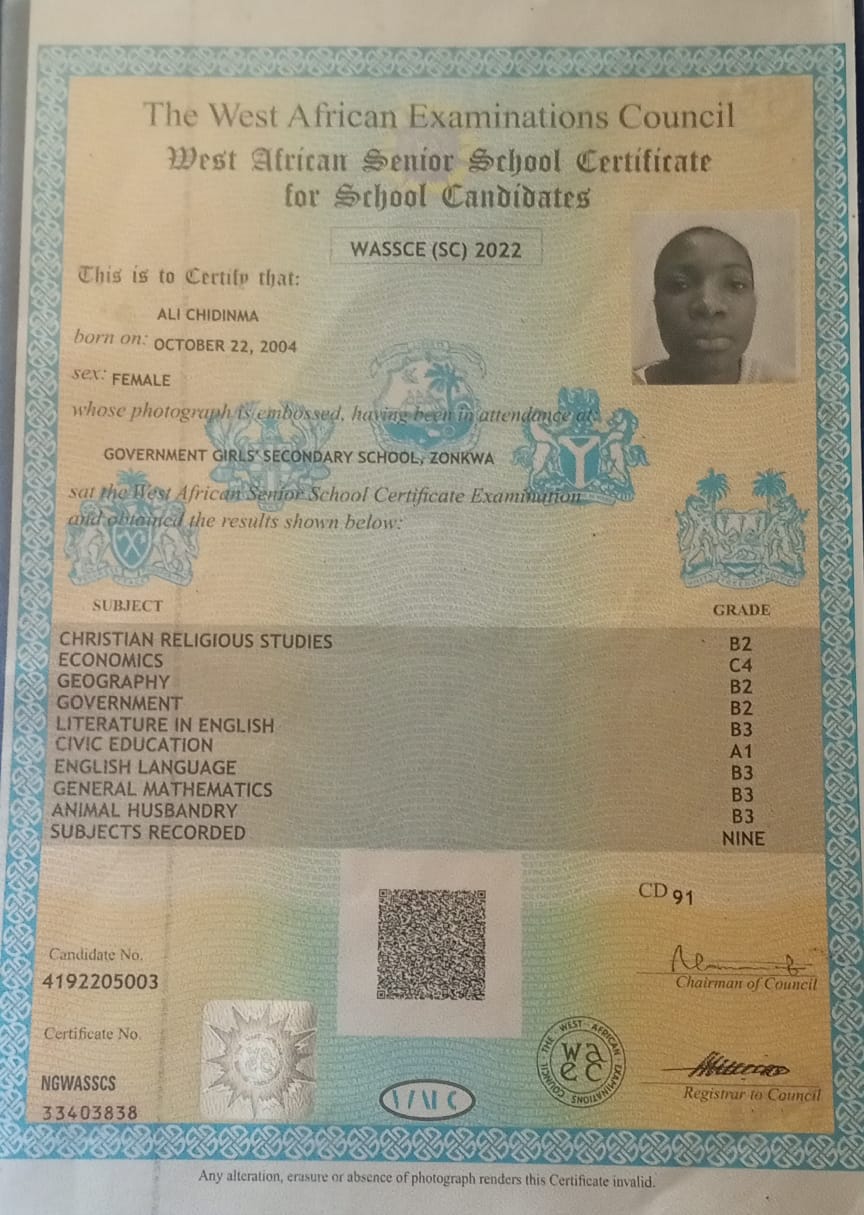 The West African Examinations Council
West African Senior School Certificate
for School Candidates
WASSCE (SC) 2022
This is to Certify that:
ALI CHIDINMA
born on: OCTOBER 22, 2004
sex: FEMALE
whose photograph is embossed, having been in attendance at:
GOVERNMENT GIRLS' SECONDARY SCHOOL, ZONKWA
sat the West African Senior School Certificate Examination
and obtained the results shown below:
SUBJECT GRADE
CHRISTIAN RELIGIOUS STUDIES B2
ECONOMICS C4
GEOGRAPHY B2
GOVERNMENT B2
LITERATURE IN ENGLISH B3
CIVIC EDUCATION A1
ENGLISH LANGUAGE B3
GENERAL MATHEMATICS B3
ANIMAL HUSBANDRY B3
SUBJECTS RECORDED NINE
CD 91
Candidate No.
4192205003
Chairman of Council
Certificate No.
NGWASSCS
33403838
THE WEST AFRICAN EXAMINATIONS COUNCIL
waec
Registrar to Council
Any alteration, erasure or absence of photograph renders this Certificate invalid.